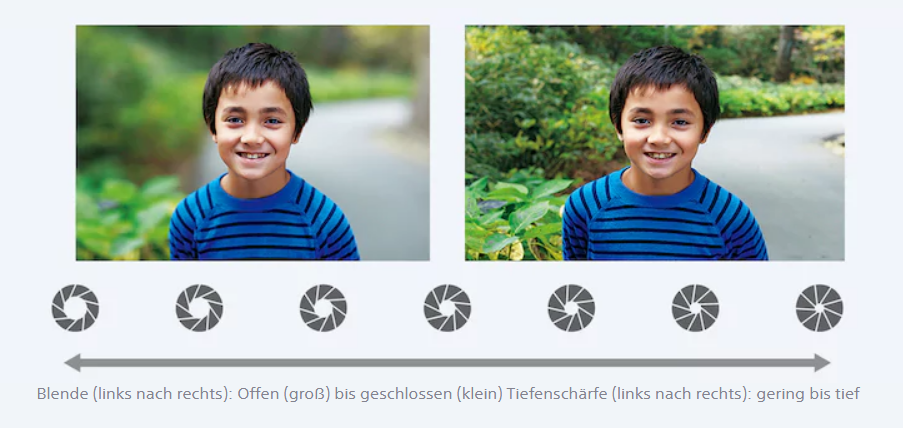 Blende (links nach rechts): Offen (groß) bis geschlossen (klein) Tiefenschärfe (links nach rechts): gering bis tief